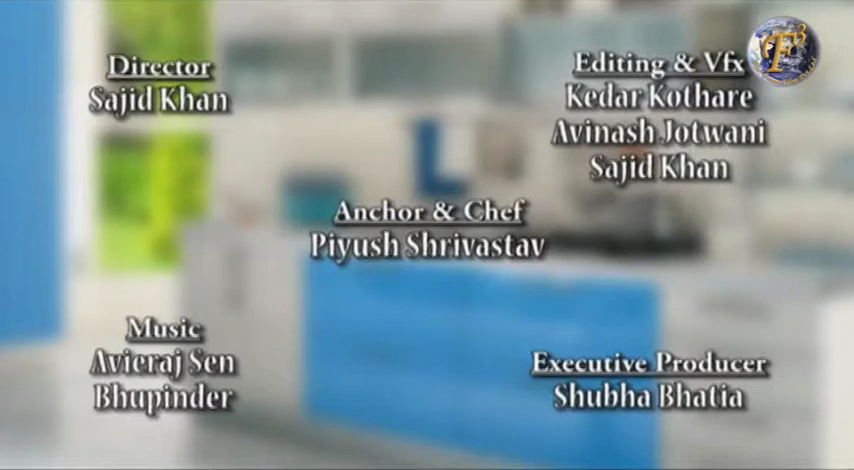 Director
Sajid Khan
Editing & Vfx
Kedar Kothare
Avinash Jotwani
Sajid Khan
Anchor & Chef
Piyush Shrivastav
Music
Avieraj Sen
Bhupinder
Executive Producer
Shubha Bhatia